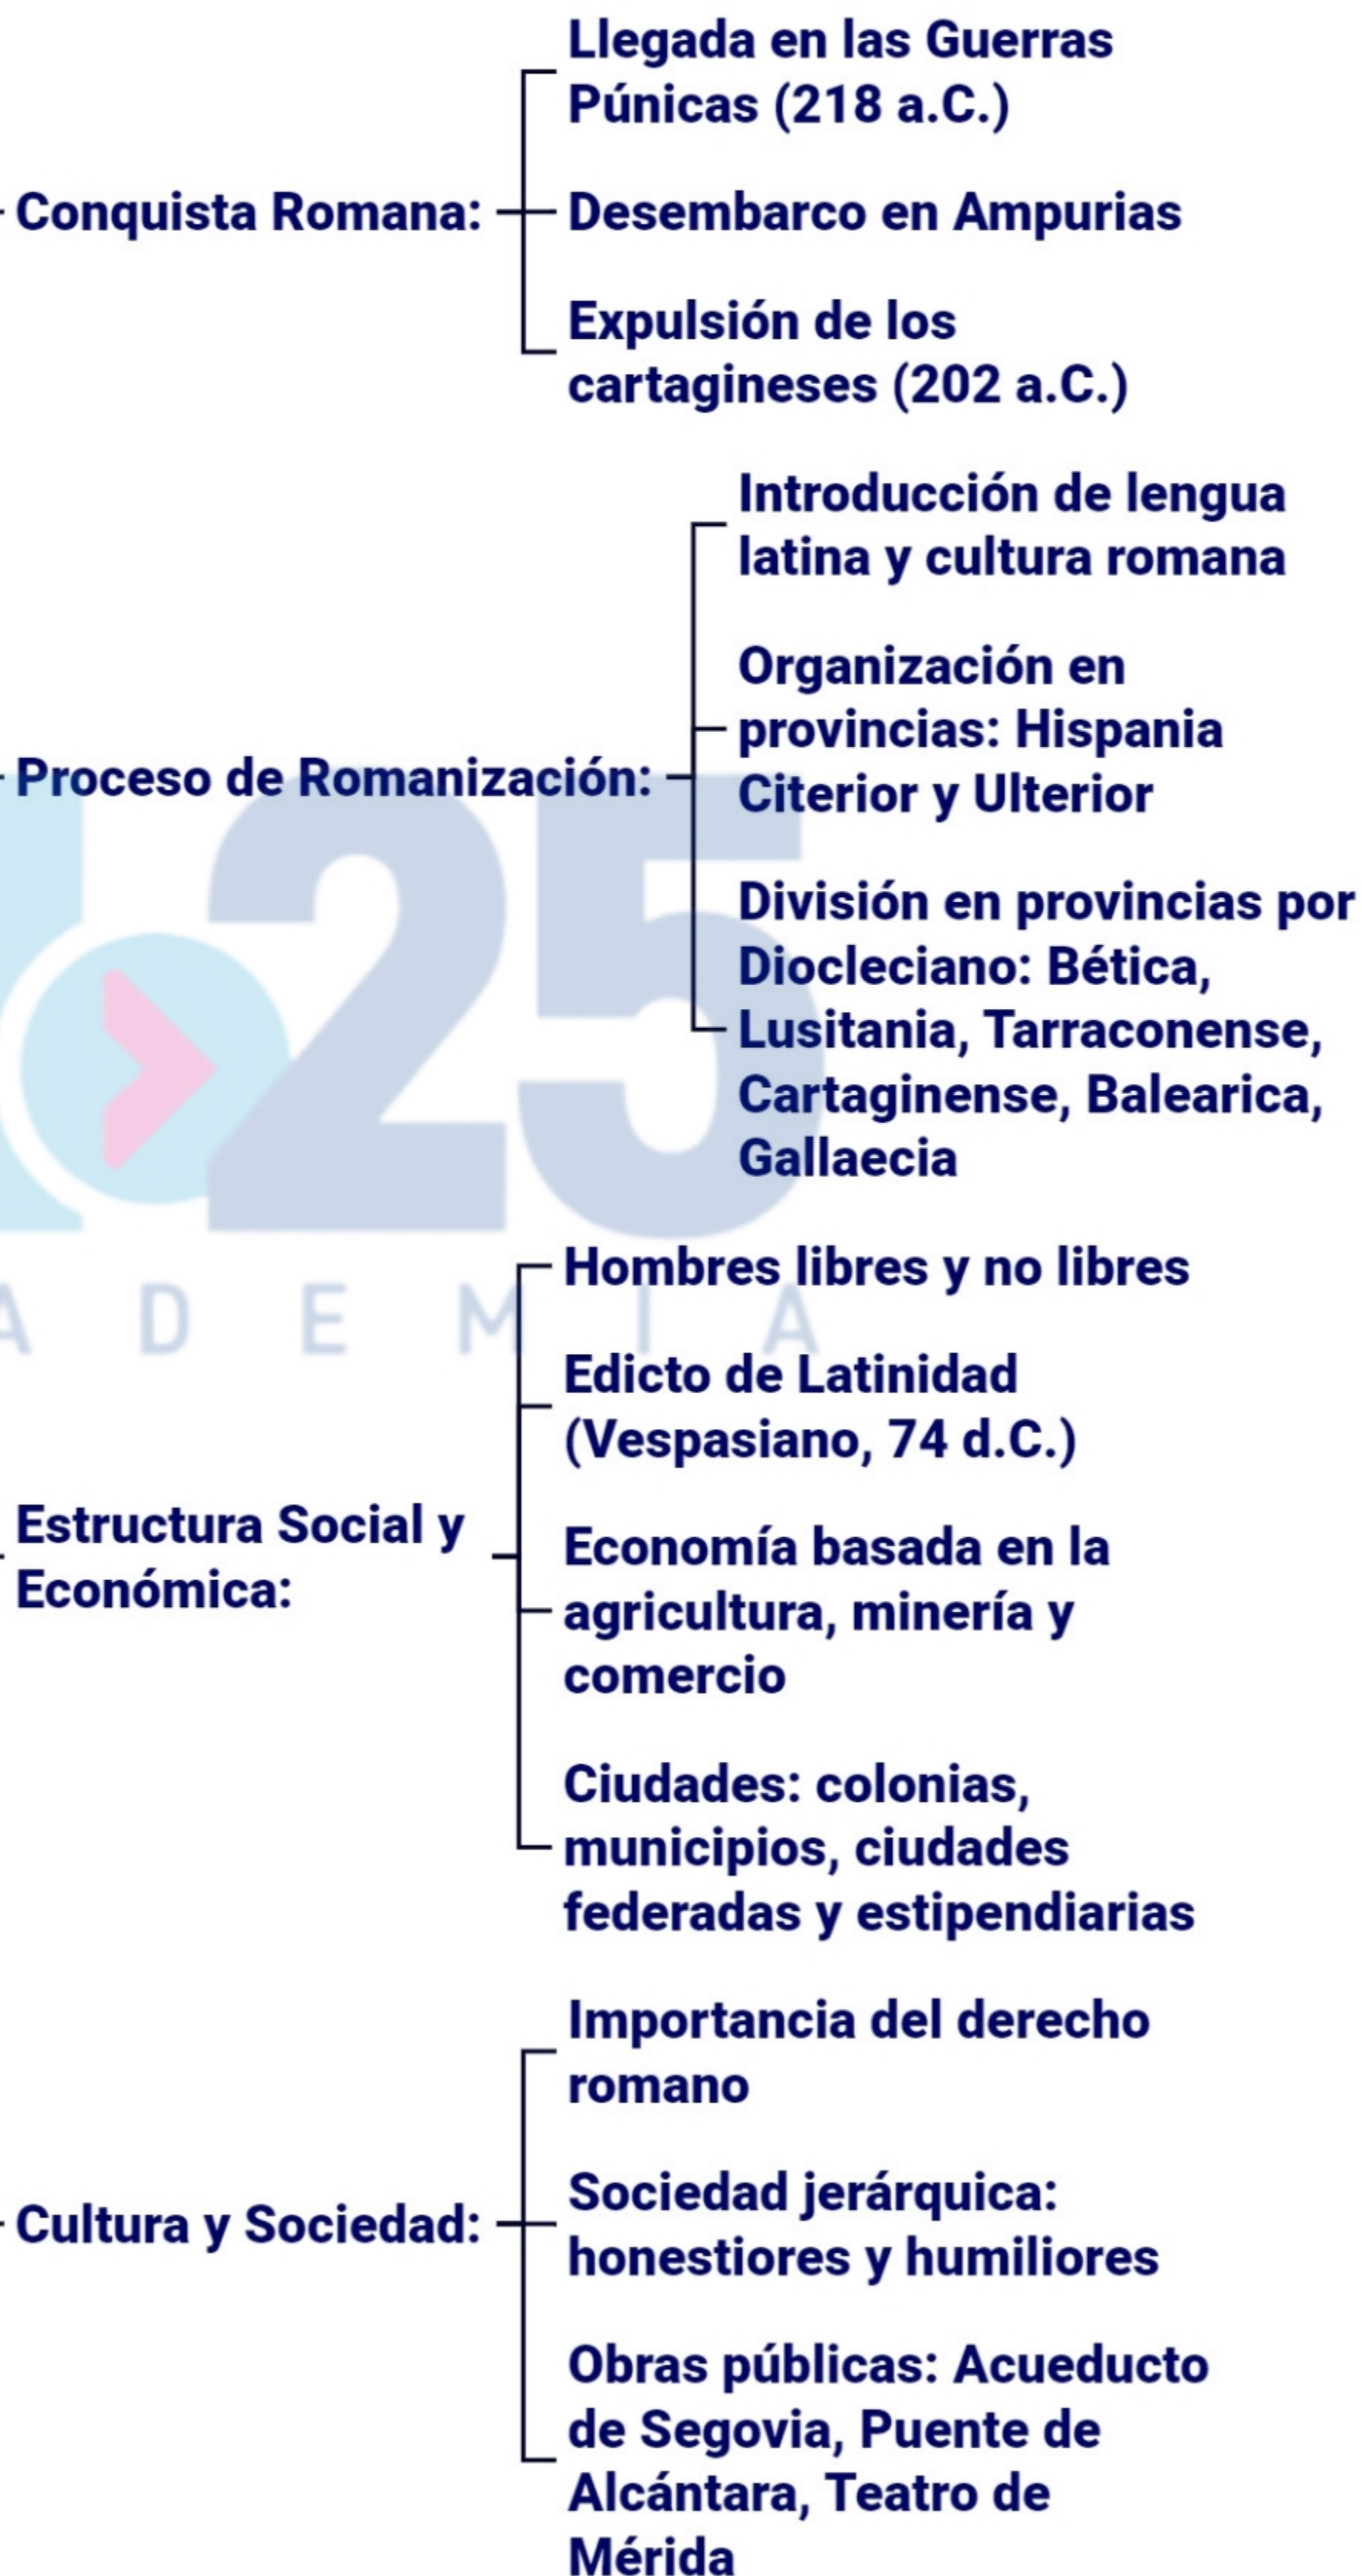 Llegada en las Guerras
Púnicas (218 a.C.)
Conquista Romana:
Desembarco en Ampurias
Expulsión de los
cartagineses (202 a.C.)
Introducción de lengua
latina y cultura romana
Organización en
provincias: Hispania
Citerior y Ulterior
Proceso de Romanización:
División en provincias por
Diocleciano: Bética,
Lusitania, Tarraconense,
Cartaginense, Balearica,
Gallaecia
25
ADEMIA
Hombres libres y no libres
Edicto de Latinidad
(Vespasiano, 74 d.C.)
Estructura Social y
Económica:
Economía basada en la
agricultura, minería y
comercio
Ciudades: colonias,
municipios, ciudades
federadas y estipendiarias
Importancia del derecho
romano
Cultura y Sociedad:
Sociedad jerárquica:
honestiores y humiliores
Obras públicas: Acueducto
de Segovia, Puente de
Alcántara, Teatro de
Mérida